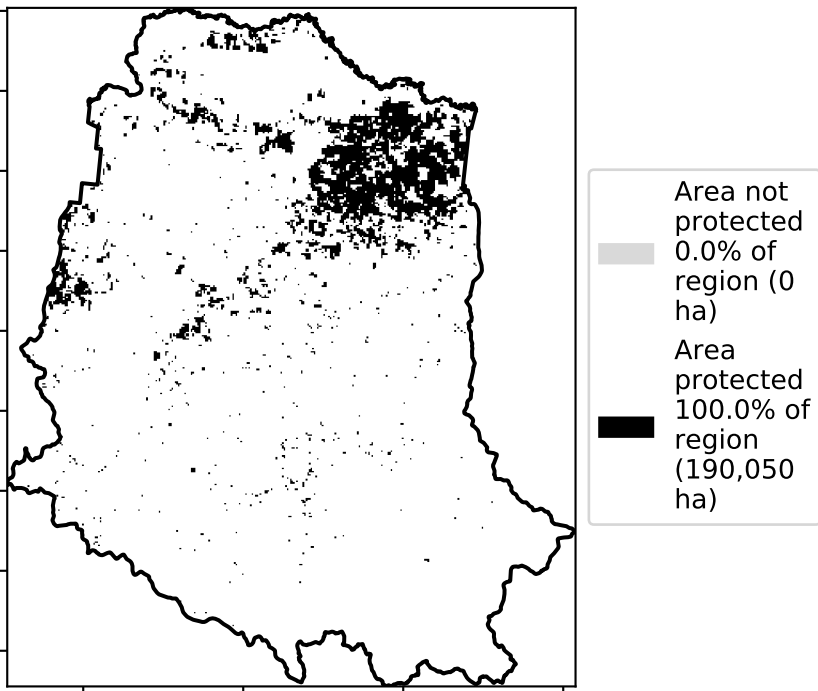 Area not
protected
0.0% of
region (0
ha)
Area
protected
100.0% of
region
(190,050
ha)